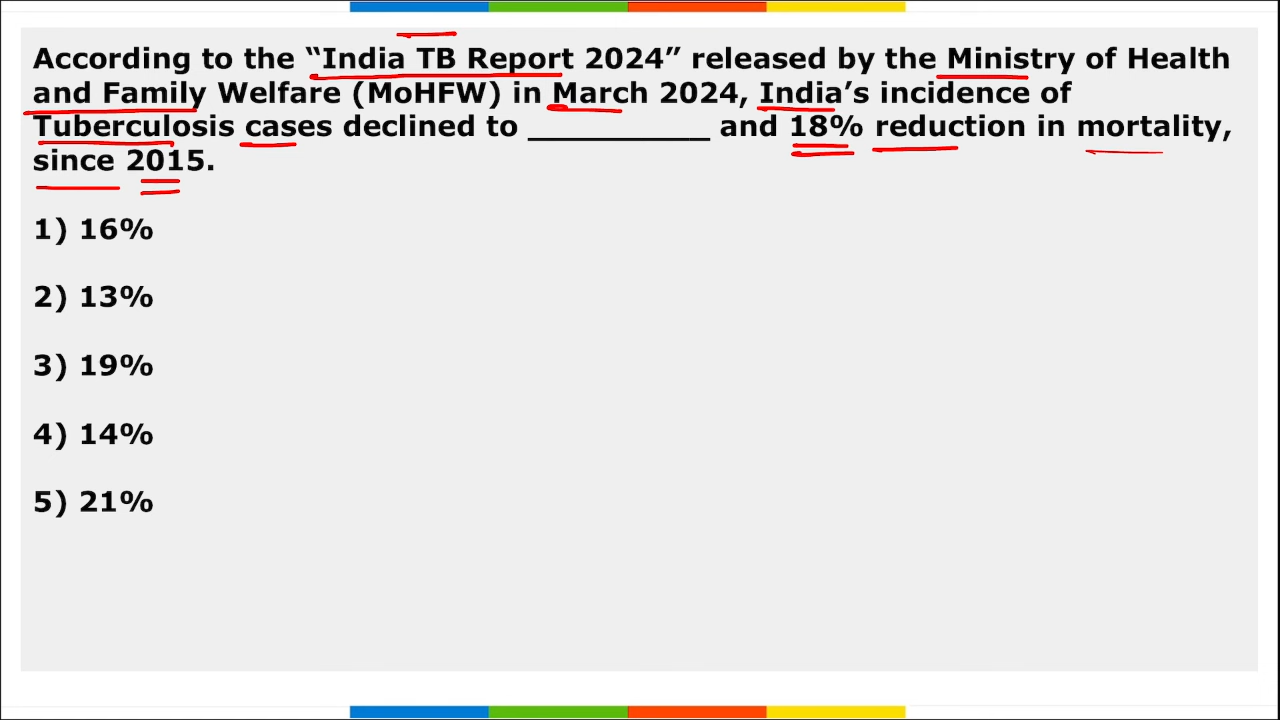 According to the “India TB Report 2024” released by the Ministry of Health
and Family Welfare (MoHFW) in March 2024, India’s incidence of
Tuberculosis cases declined to ____________ and 18% reduction in mortality,
since 2015.
1) 16%
2) 13%
3) 19%
4) 14%
5) 21%